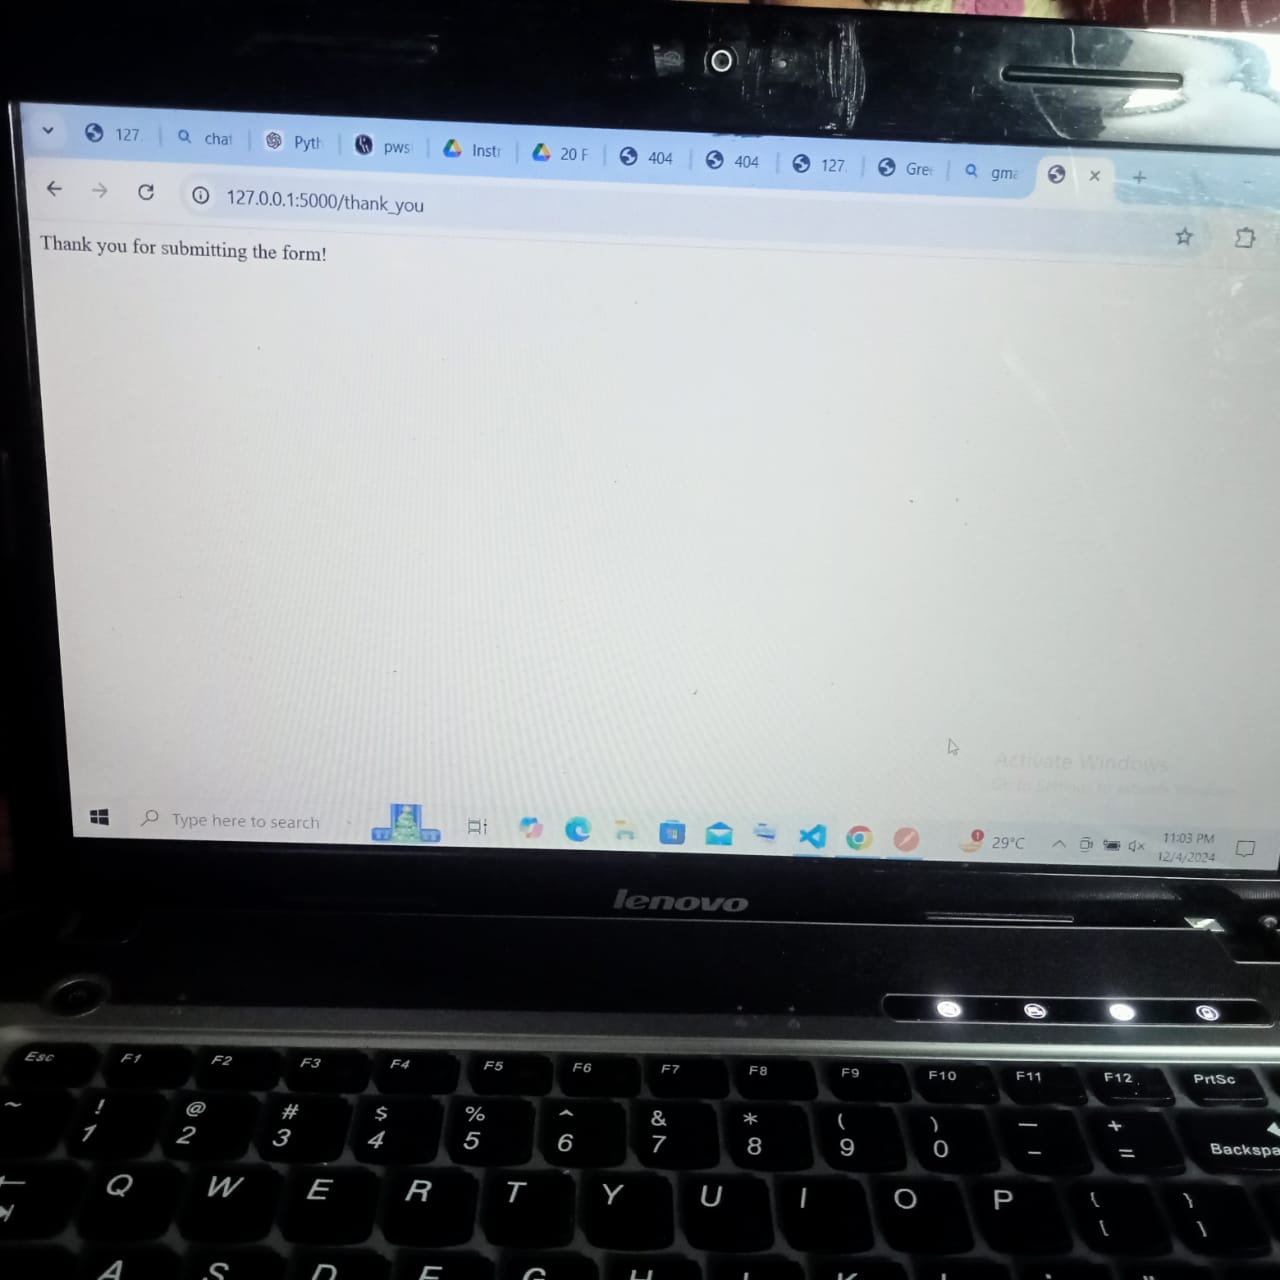 127.
chat
Pyth
pws
Instr
20 F
404
404
127.
Gree
gma
127.0.0.1:5000/thank_you
Thank you for submitting the form!
Activate Windows
Type here to search
29°C
11:03 PM
12/4/2024
lenovo
Esc F1 F2 F3 F4 F5 F6 F7 F8 F9 F10 F11 F12 PrtSc
~ ! @ # $ % ^ & * ( ) — +
1 2 3 4 5 6 7 8 9 0 - = Backspa
Q W E R T Y U I O P { }
[ ]
A S D F G H